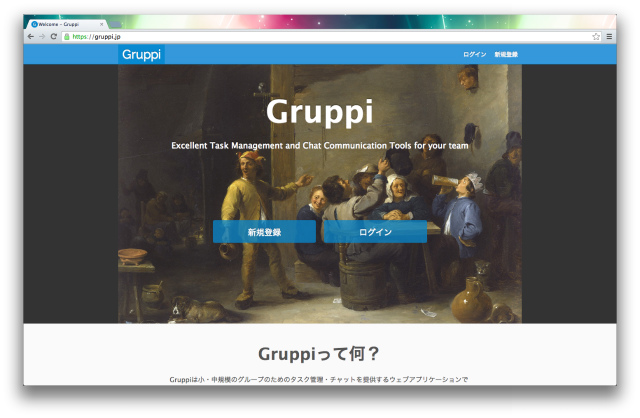 Welcome - Gruppi
https://gruppi.jp
Gruppi
ログイン 新規登録
Gruppi
Excellent Task Management and Chat Communication Tools for your team
新規登録 ログイン
Gruppiって何？
Gruppiは小・中規模のグループのためのタスク管理・チャットを提供するウェブアプリケーションで